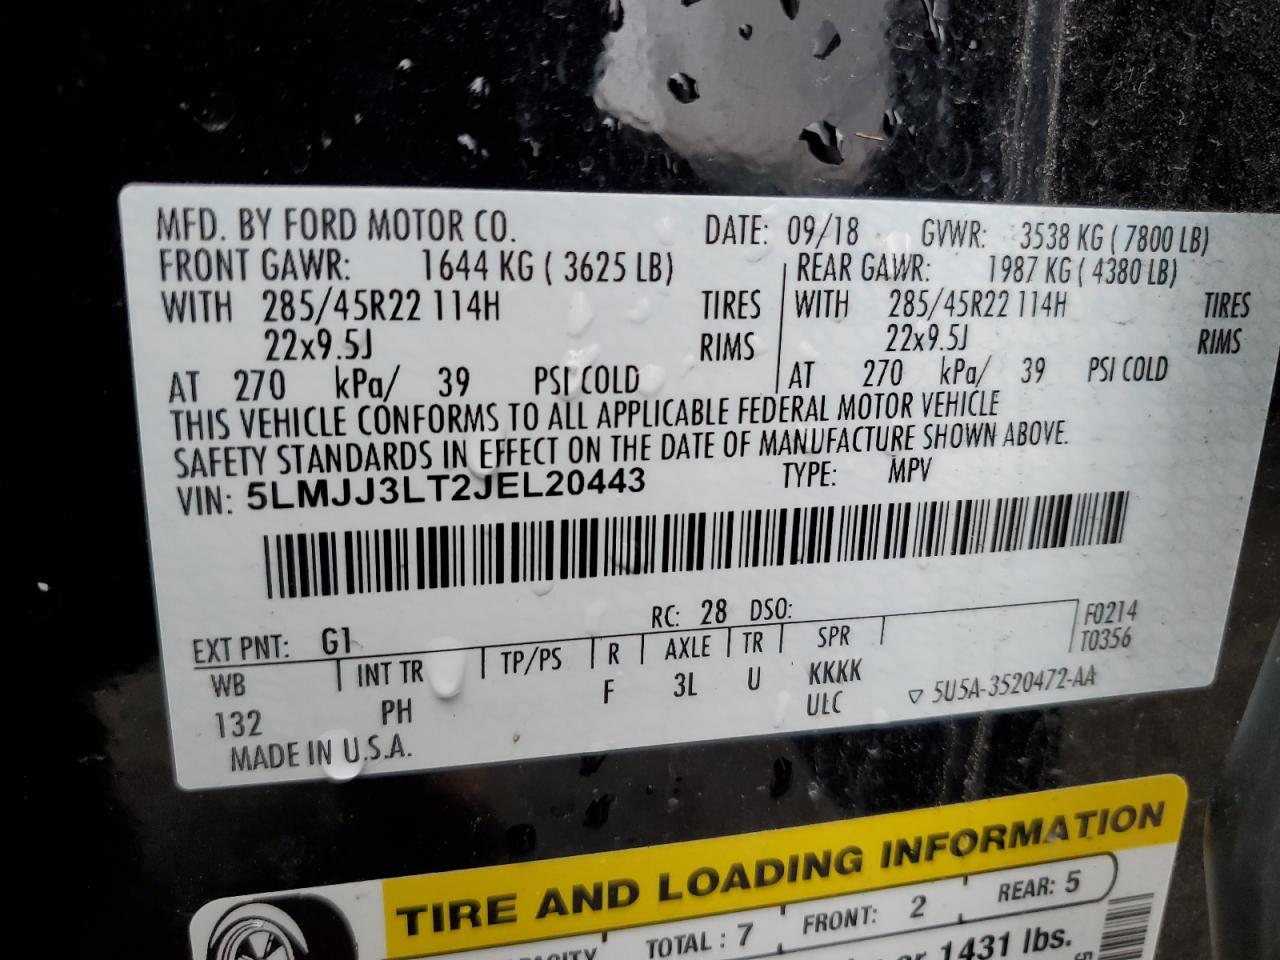 MFD. BY FORD MOTOR CO. DATE: 09/18 GVWR: 3538 KG ( 7800 LB)
FRONT GAWR: 1644 KG ( 3625 LB) REAR GAWR: 1987 KG ( 4380 LB)
WITH 285/45R22 114H TIRES WITH 285/45R22 114H TIRES
22x9.5J RIMS 22x9.5J RIMS
AT 270 kPa/ 39 PSI COLD AT 270 kPa/ 39 PSI COLD
THIS VEHICLE CONFORMS TO ALL APPLICABLE FEDERAL MOTOR VEHICLE
SAFETY STANDARDS IN EFFECT ON THE DATE OF MANUFACTURE SHOWN ABOVE.
VIN: 5LMJJ3LT2JEL20443 TYPE: MPV
EXT PNT: G1 RC: 28 DSO: F0214
WB INT TR TP/PS R AXLE TR SPR T0356
132 PH F 3L U KKKK
ULC ▽ 5U5A-3520472-AA
MADE IN U.S.A.
TIRE AND LOADING INFORMATION
TOTAL : 7 FRONT: 2 REAR: 5
or 1431 lbs.